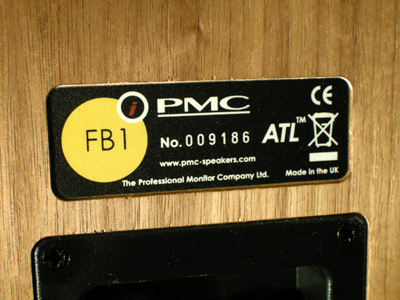 i PMC
FB1
No. 009186 ATL™
www.pmc-speakers.com
The Professional Monitor Company Ltd.
CE
Made in the UK